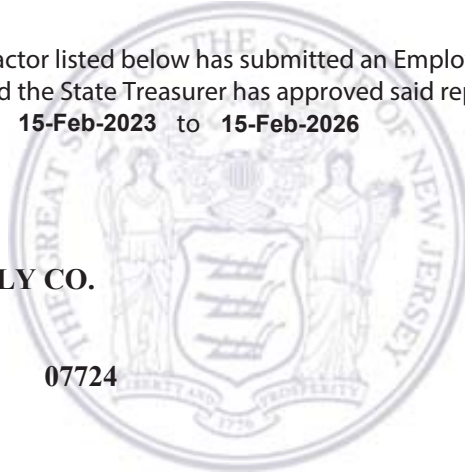 actor listed below has submitted an Emplo
d the State Treasurer has approved said rep
15-Feb-2023 to 15-Feb-2026
LY CO.
07724
THE GREAT SEAL OF THE STATE OF NEW JERSEY
LIBERTY AND PROSPERITY
1776